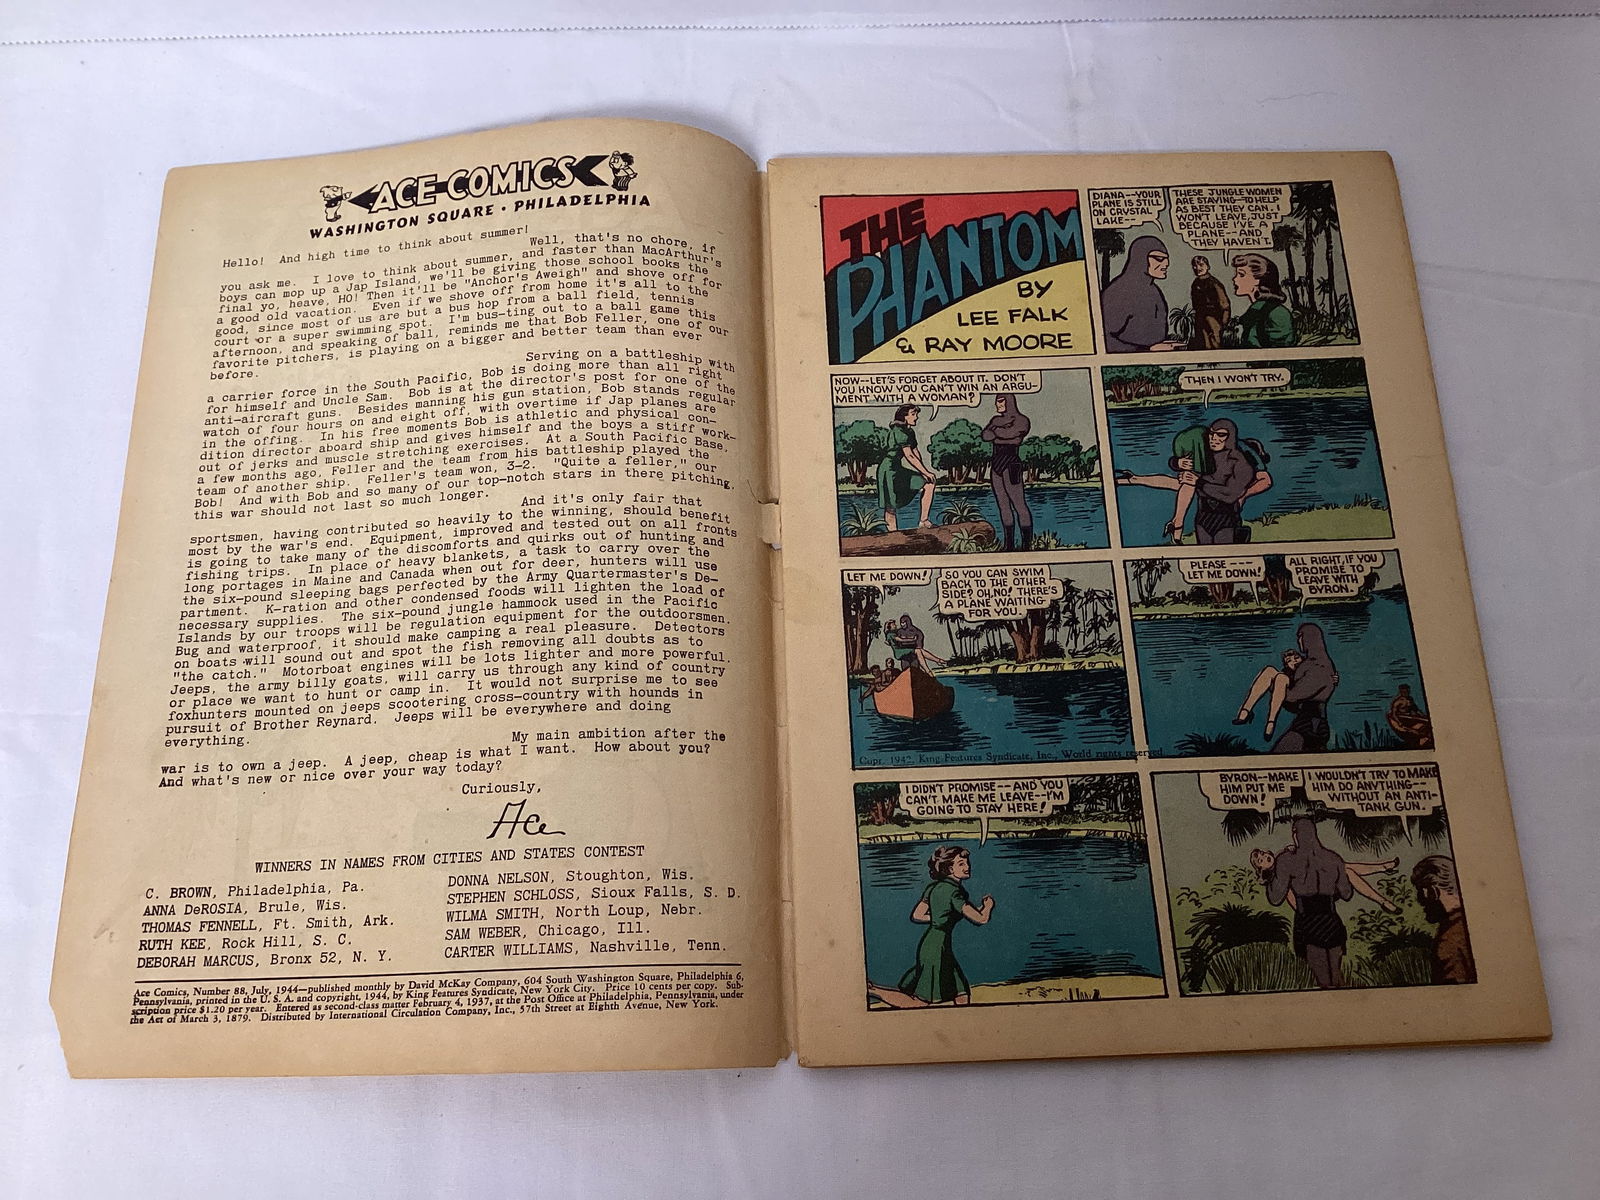 ACE-COMICS
WASHINGTON SQUARE • PHILADELPHIA
Hello! And high time to think about summer!
Well, that's no chore, if
you ask me. I love to think about summer, and faster than MacArthur's
boys can mop up a Jap Island, we'll be giving those school books the
final yo, heave, HO! Then it'll be "Anchor's Aweigh" and shove off for
a good old vacation. Even if we shove off from home it's all to the
good, since most of us are but a bus hop from a ball field, tennis
court or a super swimming spot. I'm bus-ting out to a ball game this
afternoon, and speaking of ball, reminds me that Bob Feller, one of our
favorite pitchers, is playing on a bigger and better team than ever
before.
Serving on a battleship with
a carrier force in the South Pacific, Bob is doing more than all right
for himself and Uncle Sam. Bob is at the director's post for one of the
anti-aircraft guns. Besides manning his gun station, Bob stands regular
watch of four hours on and eight off, with overtime if Jap planes are
in the offing. In his free moments Bob is athletic and physical con-
dition director aboard ship and gives himself and the boys a stiff work-
out of jerks and muscle stretching exercises. At a South Pacific Base,
a few months ago, Feller and the team from his battleship played the
team of another ship. Feller's team won, 3-2. "Quite a feller," our
Bob! And with Bob and so many of our top-notch stars in there pitching,
this war should not last so much longer.
And it's only fair that
sportsmen, having contributed so heavily to the winning, should benefit
most by the war's end. Equipment, improved and tested out on all fronts
is going to take many of the discomforts and quirks out of hunting and
fishing trips. In place of heavy blankets, a task to carry over the
long portages in Maine and Canada when out for deer, hunters will use
the six-pound sleeping bags perfected by the Army Quartermaster's De-
partment. K-ration and other condensed foods will lighten the load of
necessary supplies. The six-pound jungle hammock used in the Pacific
Islands by our troops will be regulation equipment for the outdoorsmen.
Bug and waterproof, it should make camping a real pleasure. Detectors
on boats will sound out and spot the fish removing all doubts as to
"the catch." Motorboat engines will be lots lighter and more powerful.
Jeeps, the army billy goats, will carry us through any kind of country
or place we want to hunt or camp in. It would not surprise me to see
foxhunters mounted on jeeps scootering cross-country with hounds in
pursuit of Brother Reynard. Jeeps will be everywhere and doing
everything.
My main ambition after the
war is to own a jeep. A jeep, cheap is what I want. How about you?
And what's new or nice over your way today?
Curiously,
Ace
WINNERS IN NAMES FROM CITIES AND STATES CONTEST
C. BROWN, Philadelphia, Pa.
ANNA DeROSIA, Brule, Wis.
THOMAS FENNELL, Ft. Smith, Ark.
RUTH KEE, Rock Hill, S. C.
DEBORAH MARCUS, Bronx 52, N. Y.
DONNA NELSON, Stoughton, Wis.
STEPHEN SCHLOSS, Sioux Falls, S. D.
WILMA SMITH, North Loup, Nebr.
SAM WEBER, Chicago, Ill.
CARTER WILLIAMS, Nashville, Tenn.
Ace Comics, Number 88, July, 1944—published monthly by David McKay Company, 604 South Washington Square, Philadelphia 6,
Pennsylvania, printed in the U. S. A. and copyright, 1944, by King Features Syndicate, New York City. Price 10 cents per copy. Sub-
scription price $1.20 per year. Entered as second-class matter February 4, 1937, at the Post Office at Philadelphia, Pennsylvania, under
the Act of March 3, 1879. Distributed by International Circulation Company, Inc., 57th Street at Eighth Avenue, New York.
THE
PHANTOM
BY
LEE FALK
& RAY MOORE
DIANA--YOUR
PLANE IS STILL
ON CRYSTAL
LAKE--
THESE JUNGLE WOMEN
ARE STAYING--TO HELP
AS BEST THEY CAN. I
WON'T LEAVE, JUST
BECAUSE I'VE A
PLANE--AND
THEY HAVEN'T.
NOW--LET'S FORGET ABOUT IT. DON'T
YOU KNOW YOU CAN'T WIN AN ARGU-
MENT WITH A WOMAN?
THEN I WON'T TRY.
LET ME DOWN!
SO YOU CAN SWIM
BACK TO THE OTHER
SIDE? OH, NO! THERE'S
A PLANE WAITING
FOR YOU.
PLEASE ----
LET ME DOWN!
ALL RIGHT, IF YOU
PROMISE TO
LEAVE WITH
BYRON.
Copr. 1942, King Features Syndicate, Inc., World rights reserved
I DIDN'T PROMISE--AND YOU
CAN'T MAKE ME LEAVE--I'M
GOING TO STAY HERE!
BYRON--MAKE
HIM PUT ME
DOWN!
I WOULDN'T TRY TO MAKE
HIM DO ANYTHING--
WITHOUT AN ANTI-
TANK GUN.